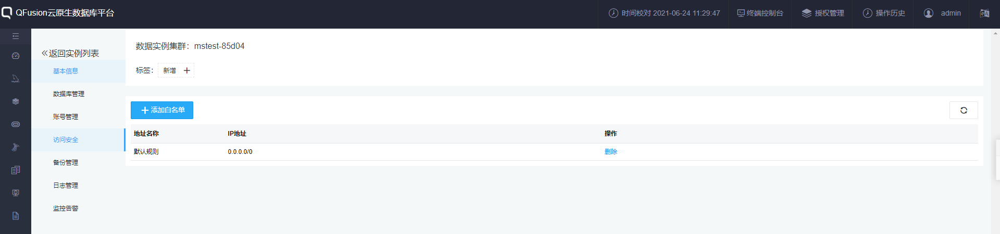 QFusion云原生数据库平台
时间校对 2021-06-24 11:29:47
终端控制台
授权管理
操作历史
admin
返回实例列表
基本信息
数据库管理
账号管理
访问安全
备份管理
日志管理
监控告警
数据实例集群：mstest-85d04
标签： 新增
添加白名单
地址名称 IP地址 操作
默认规则 0.0.0.0/0 删除